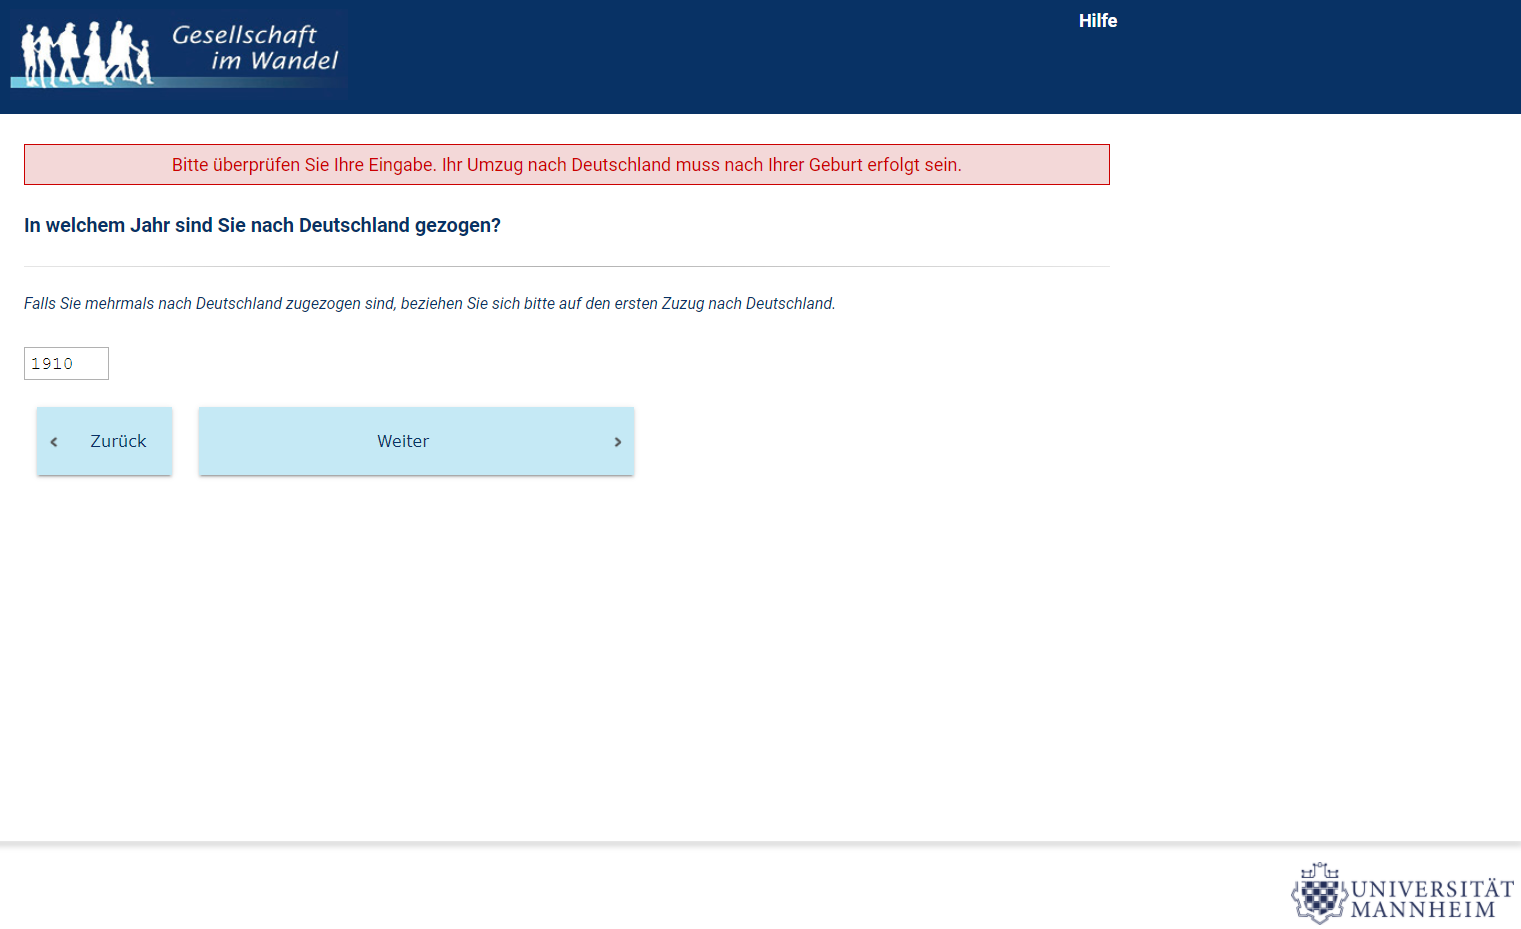 Gesellschaft
im Wandel
Hilfe
Bitte überprüfen Sie Ihre Eingabe. Ihr Umzug nach Deutschland muss nach Ihrer Geburt erfolgt sein.
In welchem Jahr sind Sie nach Deutschland gezogen?
Falls Sie mehrmals nach Deutschland zugezogen sind, beziehen Sie sich bitte auf den ersten Zuzug nach Deutschland.
1910
Zurück
Weiter
UNIVERSITÄT
MANNHEIM